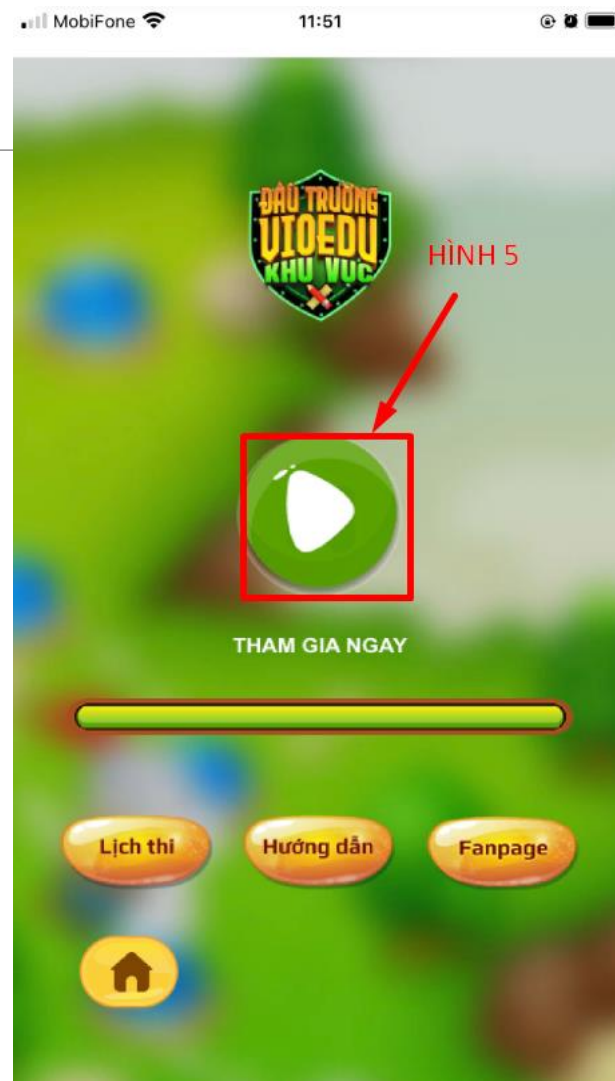 MobiFone
11:51
ĐẤU TRƯỜNG
VIOEDU
KHU VỰC
HÌNH 5
THAM GIA NGAY
Lịch thi
Hướng dẫn
Fanpage